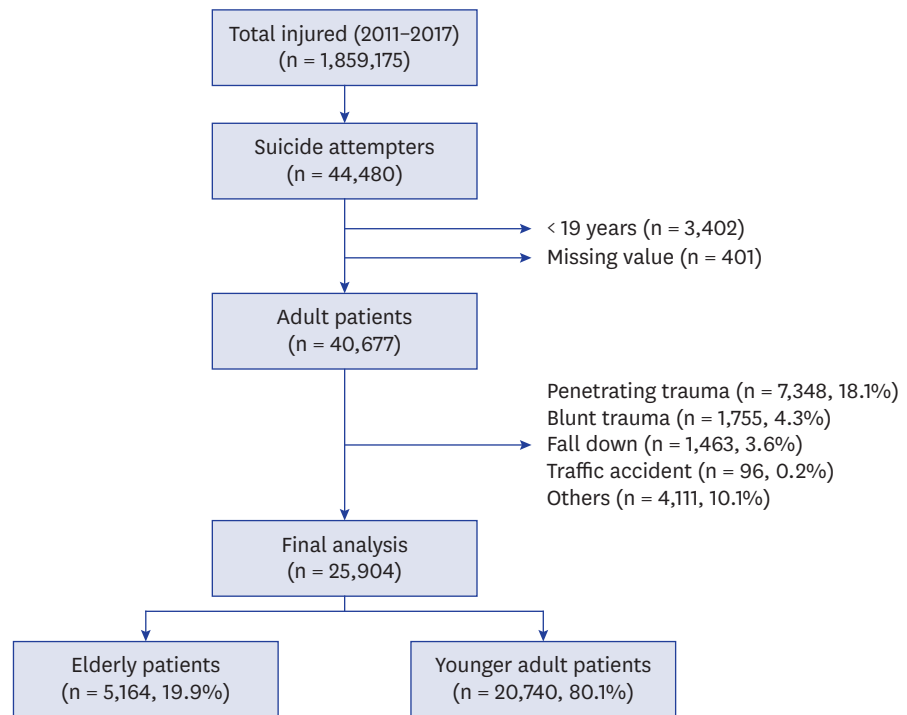 Total injured (2011–2017)
(n = 1,859,175)
Suicide attempters
(n = 44,480)
< 19 years (n = 3,402)
Missing value (n = 401)
Adult patients
(n = 40,677)
Penetrating trauma (n = 7,348, 18.1%)
Blunt trauma (n = 1,755, 4.3%)
Fall down (n = 1,463, 3.6%)
Traffic accident (n = 96, 0.2%)
Others (n = 4,111, 10.1%)
Final analysis
(n = 25,904)
Elderly patients
(n = 5,164, 19.9%)
Younger adult patients
(n = 20,740, 80.1%)